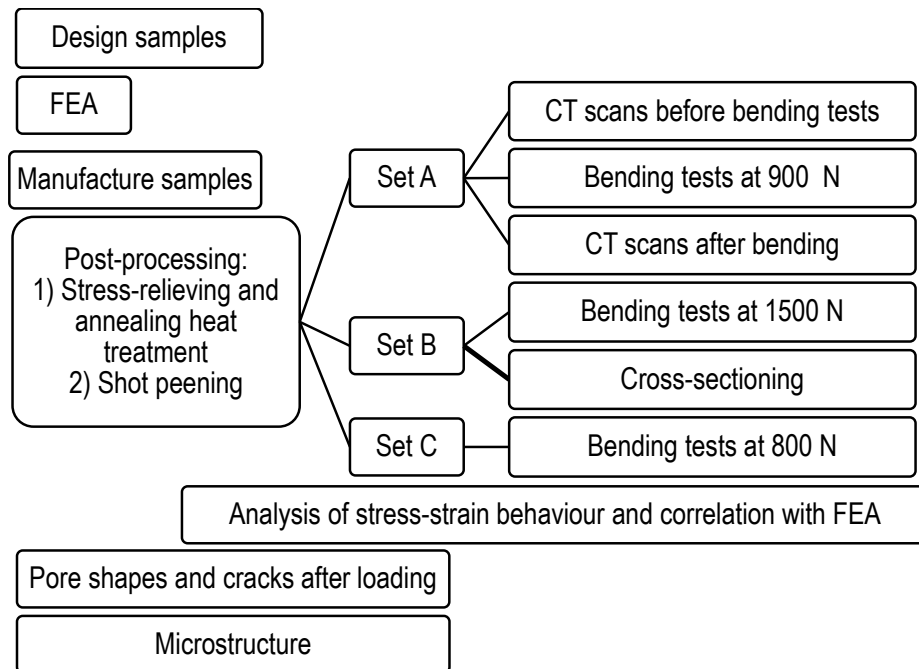 Design samples
FEA
Manufacture samples
Post-processing:
1) Stress-relieving and
annealing heat
treatment
2) Shot peening
Set A
CT scans before bending tests
Bending tests at 900 N
CT scans after bending
Set B
Bending tests at 1500 N
Cross-sectioning
Set C
Bending tests at 800 N
Analysis of stress-strain behaviour and correlation with FEA
Pore shapes and cracks after loading
Microstructure